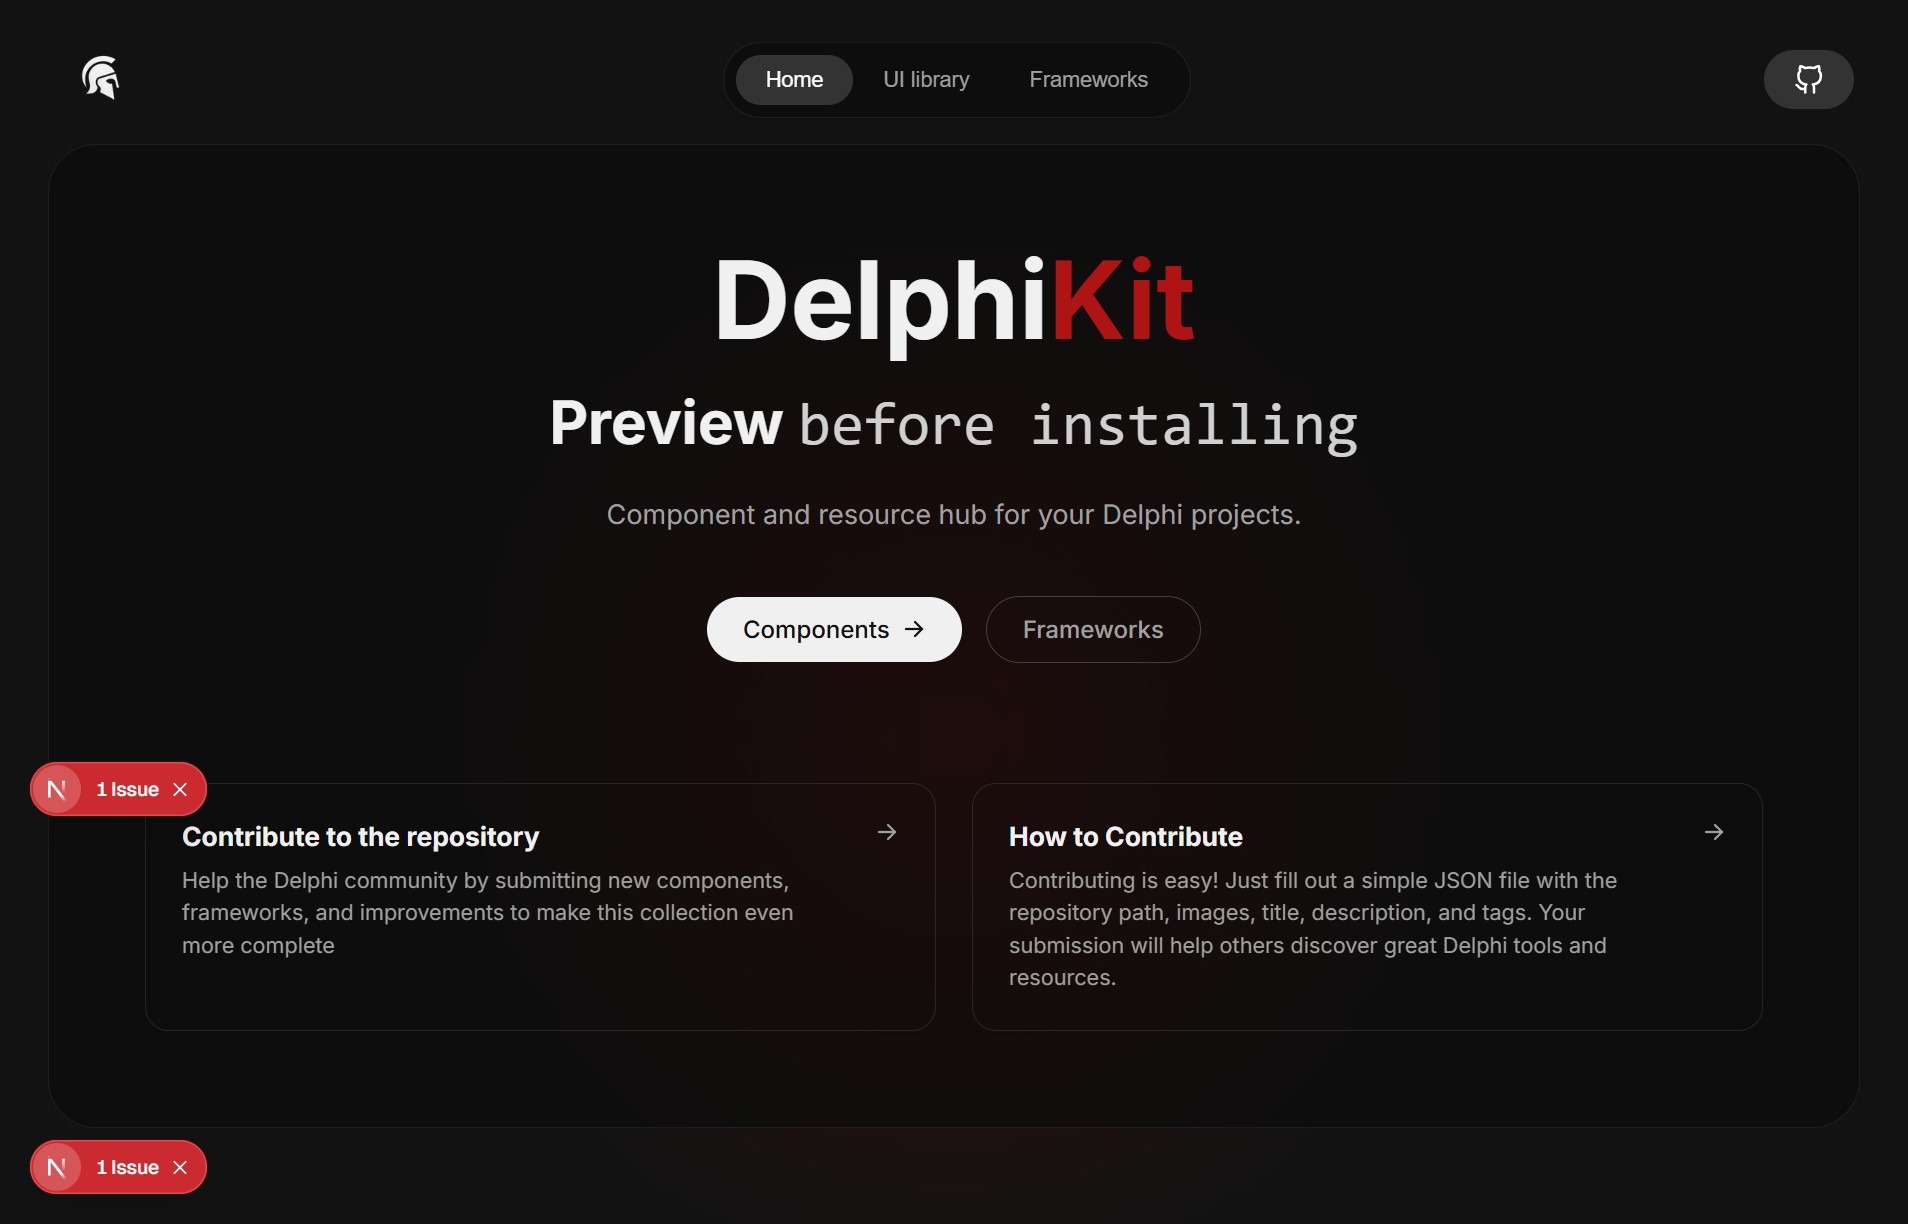 Home
UI library
Frameworks
DelphiKit
Preview before installing
Component and resource hub for your Delphi projects.
Components
Frameworks
N 1 Issue
Contribute to the repository
Help the Delphi community by submitting new components,
frameworks, and improvements to make this collection even
more complete
How to Contribute
Contributing is easy! Just fill out a simple JSON file with the
repository path, images, title, description, and tags. Your
submission will help others discover great Delphi tools and
resources.
N 1 Issue